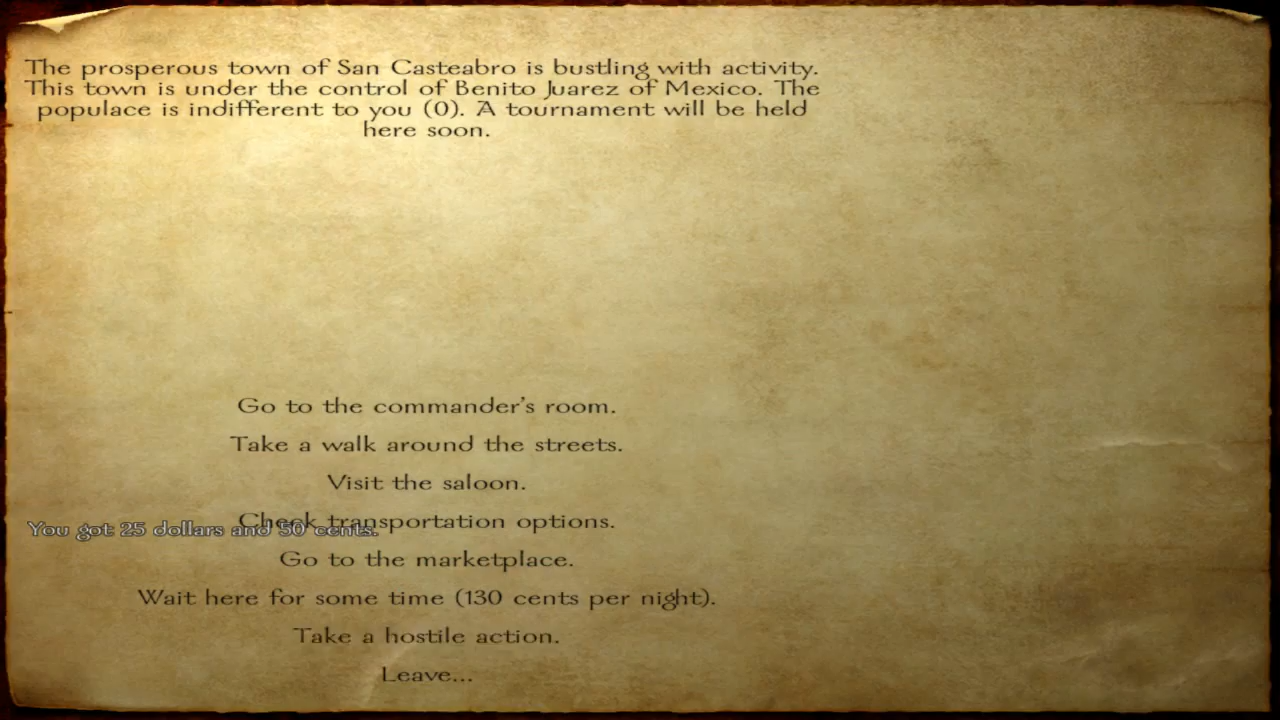 The prosperous town of San Casteabro is bustling with activity.
This town is under the control of Benito Juarez of Mexico. The
populace is indifferent to you (0). A tournament will be held
here soon.
Go to the commander's room.
Take a walk around the streets.
Visit the saloon.
Check transportation options.
You got 25 dollars and 50 cents.
Go to the marketplace.
Wait here for some time (130 cents per night).
Take a hostile action.
Leave...